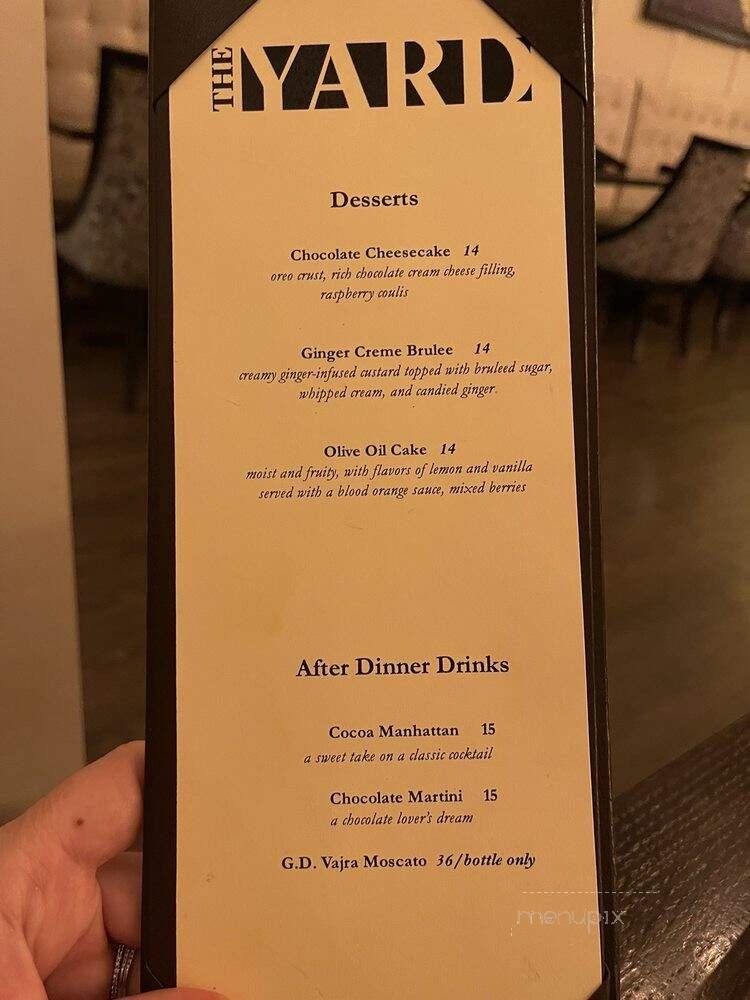 THE YARD
Desserts
Chocolate Cheesecake 14
oreo crust, rich chocolate cream cheese filling,
raspberry coulis
Ginger Creme Brulee 14
creamy ginger-infused custard topped with bruleed sugar,
whipped cream, and candied ginger.
Olive Oil Cake 14
moist and fruity, with flavors of lemon and vanilla
served with a blood orange sauce, mixed berries
After Dinner Drinks
Cocoa Manhattan 15
a sweet take on a classic cocktail
Chocolate Martini 15
a chocolate lover's dream
G.D. Vajra Moscato 36/bottle only
menupix